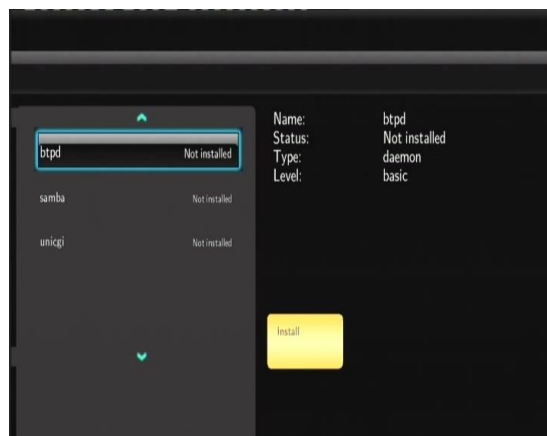 btpd Not installed
samba Not installed
unicgi Not installed
Name: btpd
Status: Not installed
Type: daemon
Level: basic
Install